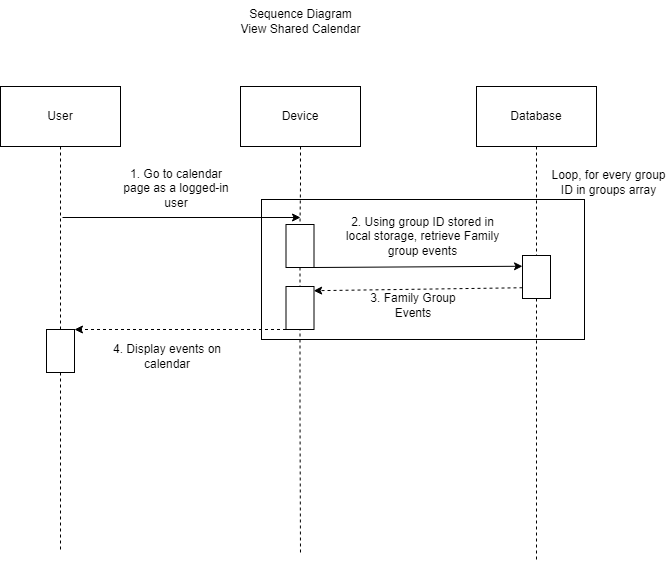 Sequence Diagram
View Shared Calendar
User
Device
Database
1. Go to calendar
page as a logged-in
user
Loop, for every group
ID in groups array
2. Using group ID stored in
local storage, retrieve Family
group events
3. Family Group
Events
4. Display events on
calendar